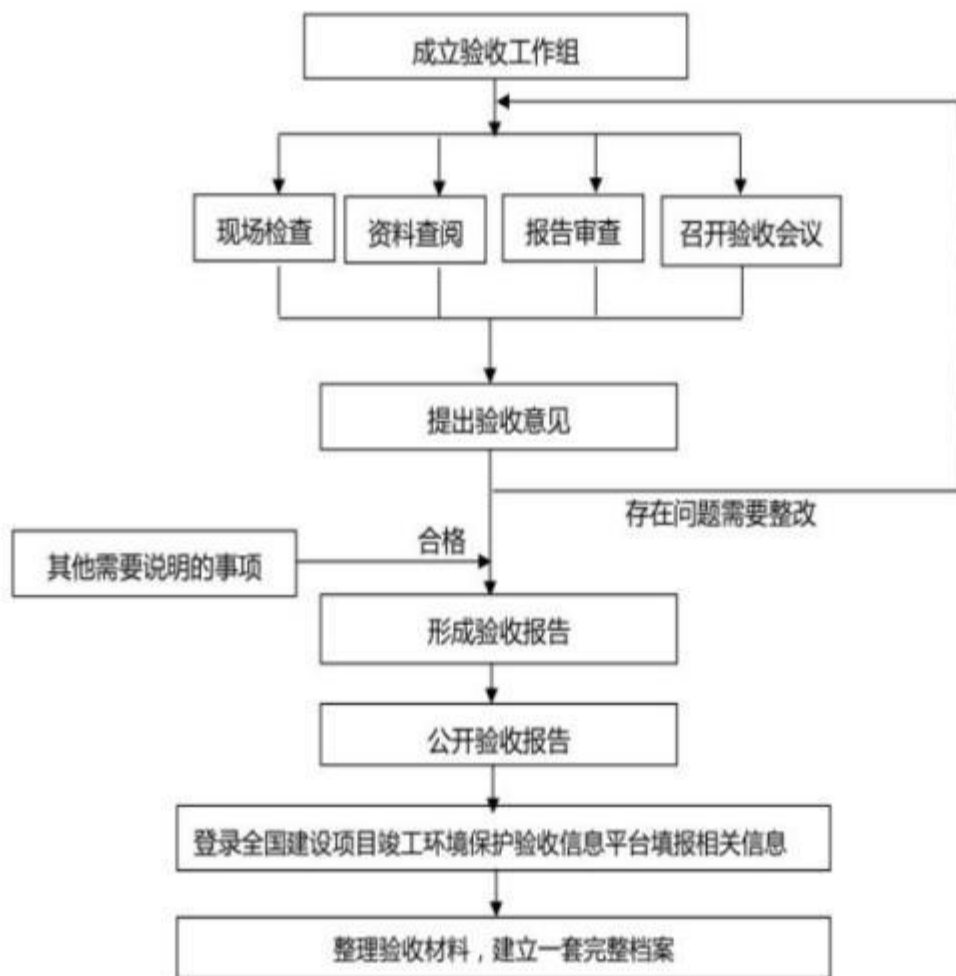 成立验收工作组
现场检查
资料查阅
报告审查
召开验收会议
提出验收意见
存在问题需要整改
合格
其他需要说明的事项
形成验收报告
公开验收报告
登录全国建设项目竣工环境保护验收信息平台填报相关信息
整理验收材料，建立一套完整档案